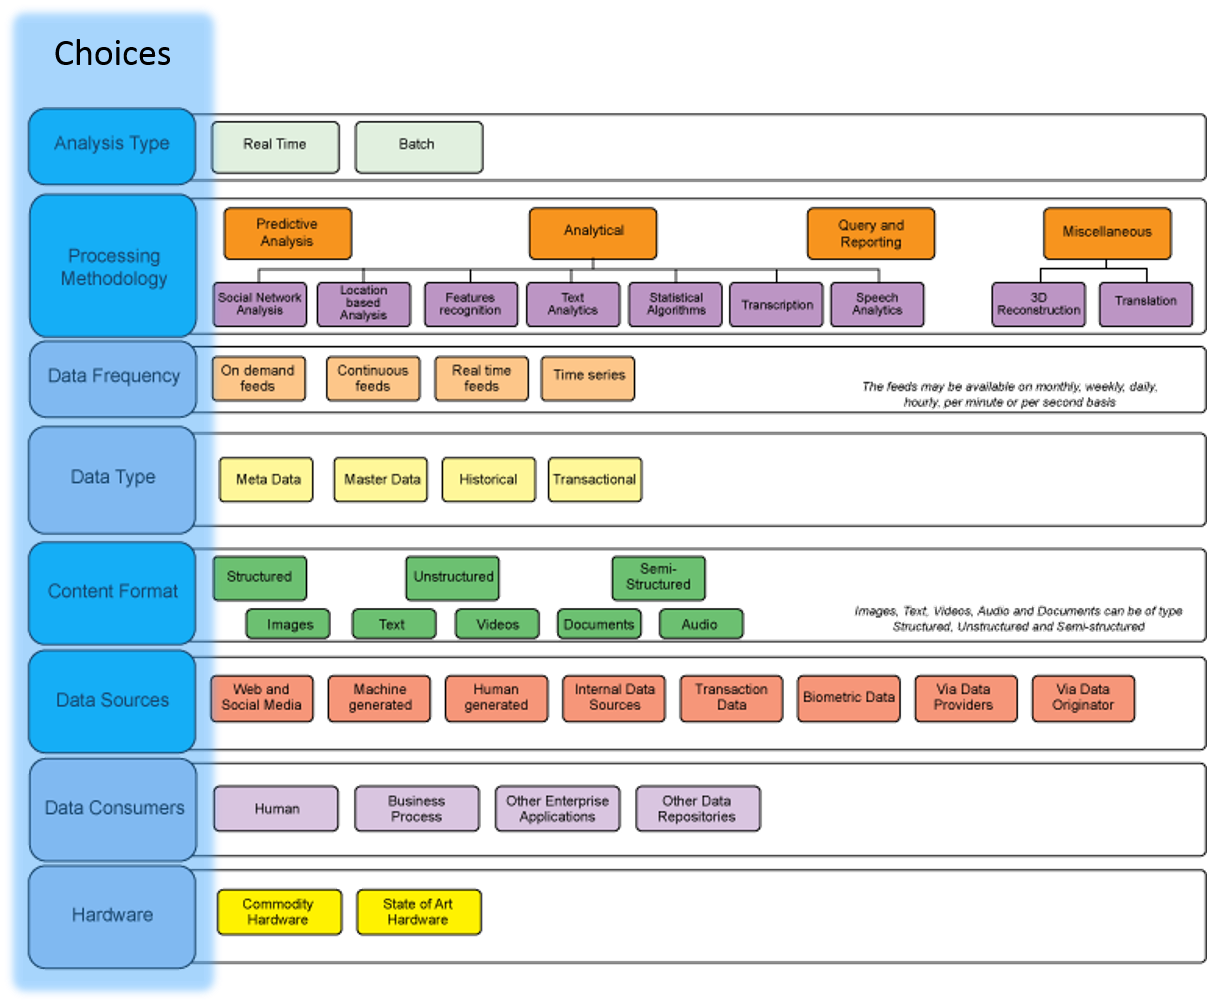 Choices
Analysis Type
Real Time
Batch
Processing
Methodology
Predictive
Analysis
Analytical
Query and
Reporting
Miscellaneous
Social Network
Analysis
Location
based
Analysis
Features
recognition
Text
Analytics
Statistical
Algorithms
Transcription
Speech
Analytics
3D
Reconstruction
Translation
Data Frequency
On demand
feeds
Continuous
feeds
Real time
feeds
Time series
The feeds may be available on monthly, weekly, daily,
hourly, per minute or per second basis
Data Type
Meta Data
Master Data
Historical
Transactional
Content Format
Structured
Unstructured
Semi-
Structured
Images
Text
Videos
Documents
Audio
Images, Text, Videos, Audio and Documents can be of type
Structured, Unstructured and Semi-structured
Data Sources
Web and
Social Media
Machine
generated
Human
generated
Internal Data
Sources
Transaction
Data
Biometric Data
Via Data
Providers
Via Data
Originator
Data Consumers
Human
Business
Process
Other Enterprise
Applications
Other Data
Repositories
Hardware
Commodity
Hardware
State of Art
Hardware